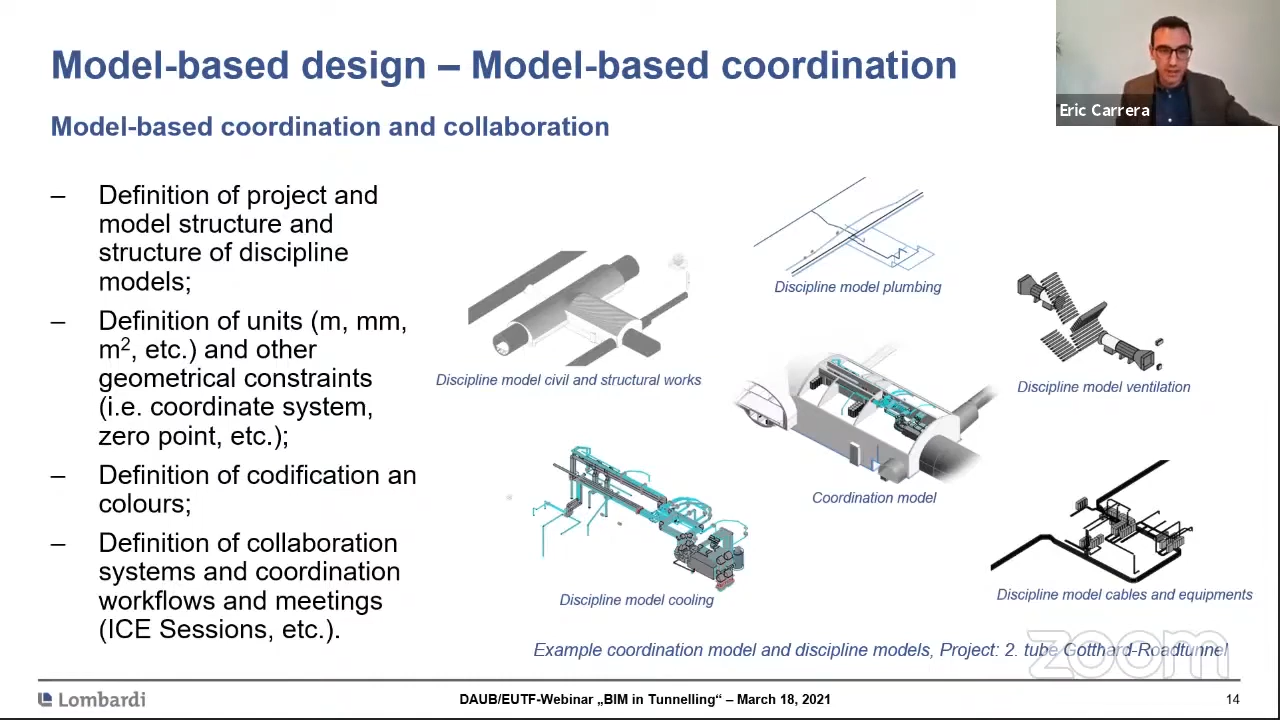 Model-based design – Model-based coordination
Eric Carrera
Model-based coordination and collaboration
– Definition of project and
model structure and
structure of discipline
models;
– Definition of units (m, mm,
m², etc.) and other
geometrical constraints
(i.e. coordinate system,
zero point, etc.);
– Definition of codification an
colours;
– Definition of collaboration
systems and coordination
workflows and meetings
(ICE Sessions, etc.).
Discipline model plumbing
Discipline model civil and structural works
Discipline model ventilation
Coordination model
Discipline model cooling
Discipline model cables and equipments
Example coordination model and discipline models, Project: 2. tube Gotthard-Roadtunnel
zoom
Lombardi
DAUB/EUTF-Webinar „BIM in Tunnelling“ – March 18, 2021
14